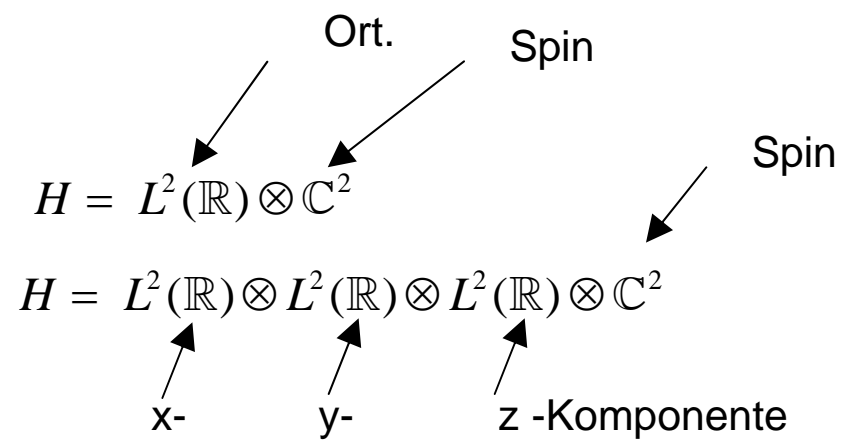 Ort. Spin
Spin
H = L²(ℝ)⊗ℂ²
H = L²(ℝ)⊗L²(ℝ)⊗L²(ℝ)⊗ℂ²
x- y- z -Komponente